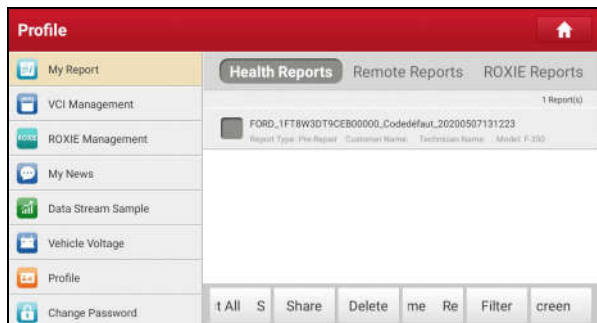 Profile
My Report
VCI Management
ROXIE Management
My News
Data Stream Sample
Vehicle Voltage
Profile
Change Password
Health Reports Remote Reports ROXIE Reports
1 Report(s)
FORD_1FT8W3DT9CEB00000_Codedéfaut_20200507131223
Report Type: Pre-Repair Customer Name: Technician Name: Model: F-350
t All S Share Delete me Re Filter creen